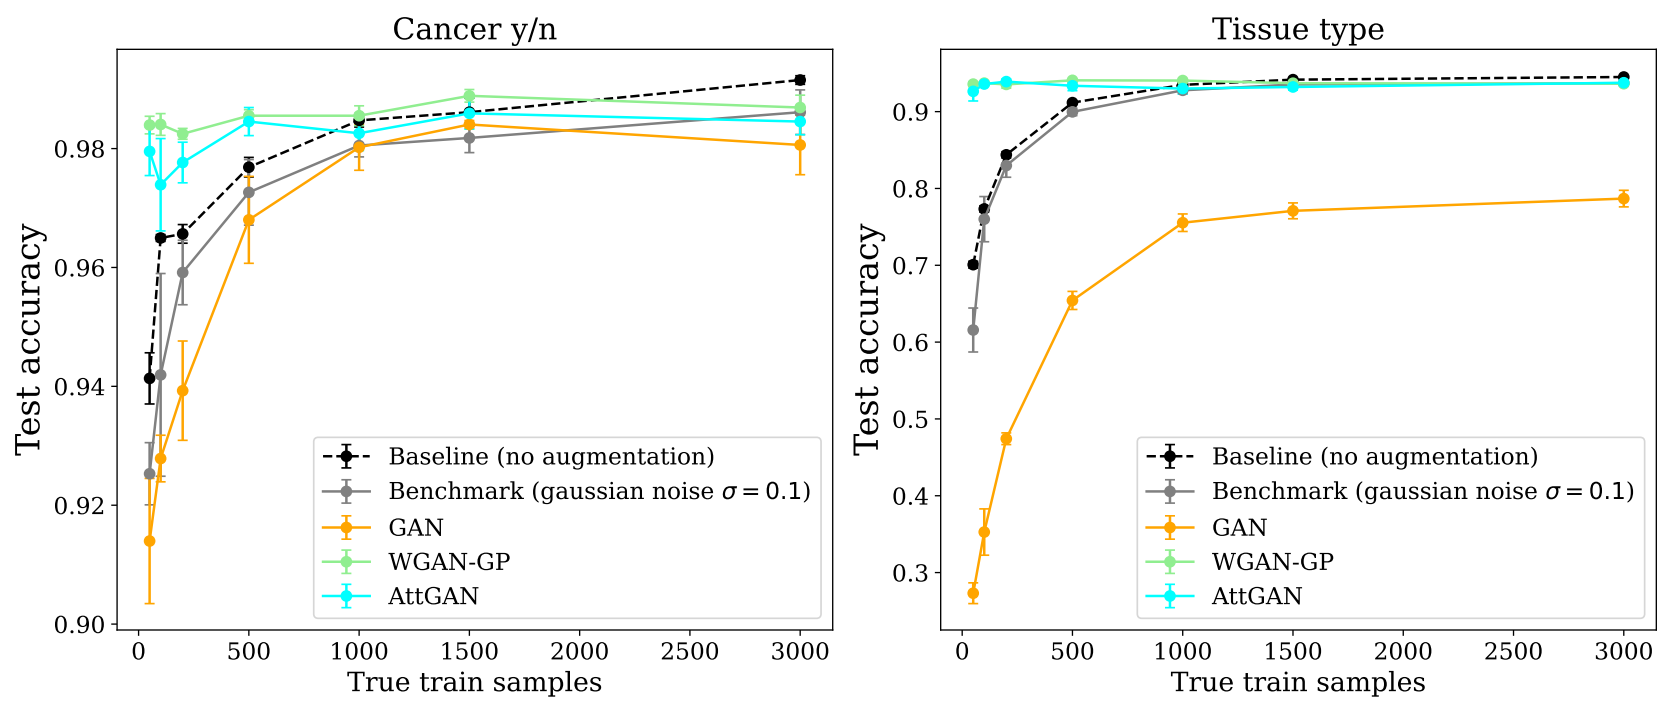 Cancer y/n
Test accuracy
0.98
0.96
0.94
0.92
0.90
0 500 1000 1500 2000 2500 3000
True train samples
Baseline (no augmentation)
Benchmark (gaussian noise σ = 0.1)
GAN
WGAN-GP
AttGAN
Tissue type
Test accuracy
0.9
0.8
0.7
0.6
0.5
0.4
0.3
0 500 1000 1500 2000 2500 3000
True train samples
Baseline (no augmentation)
Benchmark (gaussian noise σ = 0.1)
GAN
WGAN-GP
AttGAN